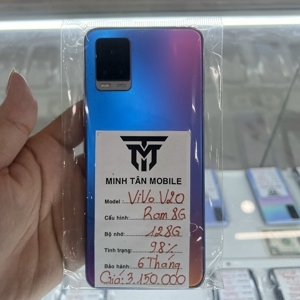 MINH TÂN MOBILE
Model : ViVo V20
Cấu hình: Ram 8G
Bộ nhớ: 128G
Tình trạng: 98%
Bảo hành: 6 Tháng
Giá: 3.150.000